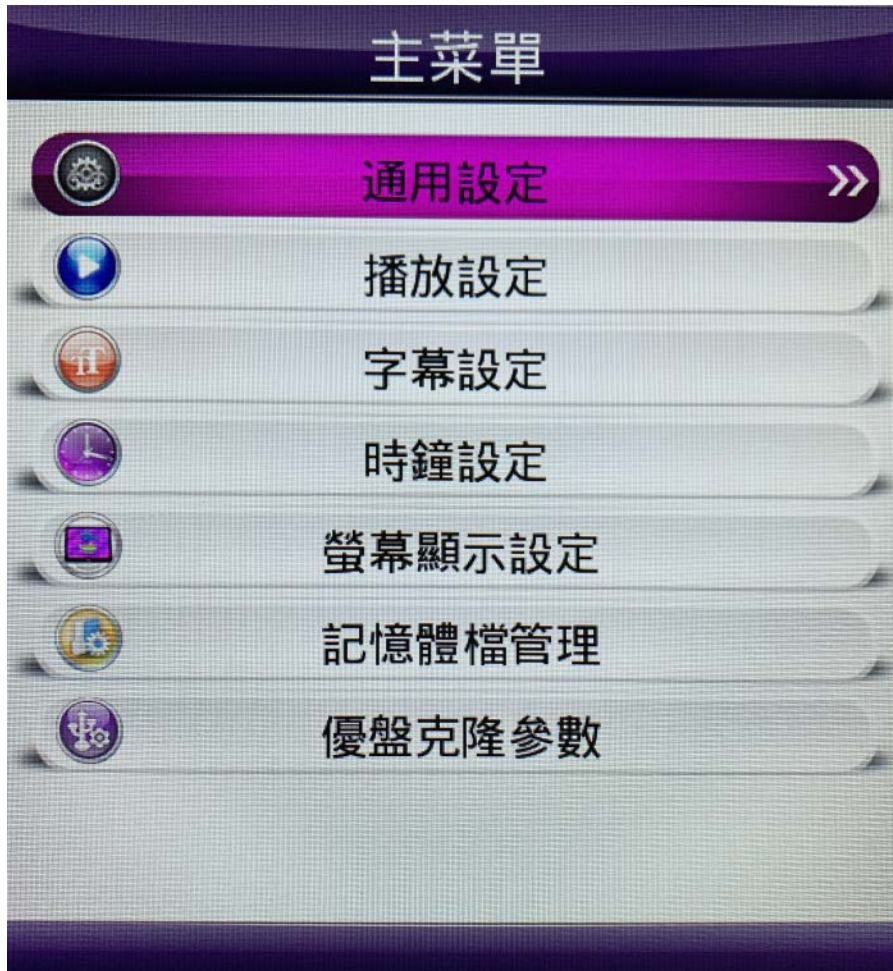 主菜單
通用設定
播放設定
字幕設定
時鐘設定
螢幕顯示設定
記憶體檔管理
優盤克隆參數